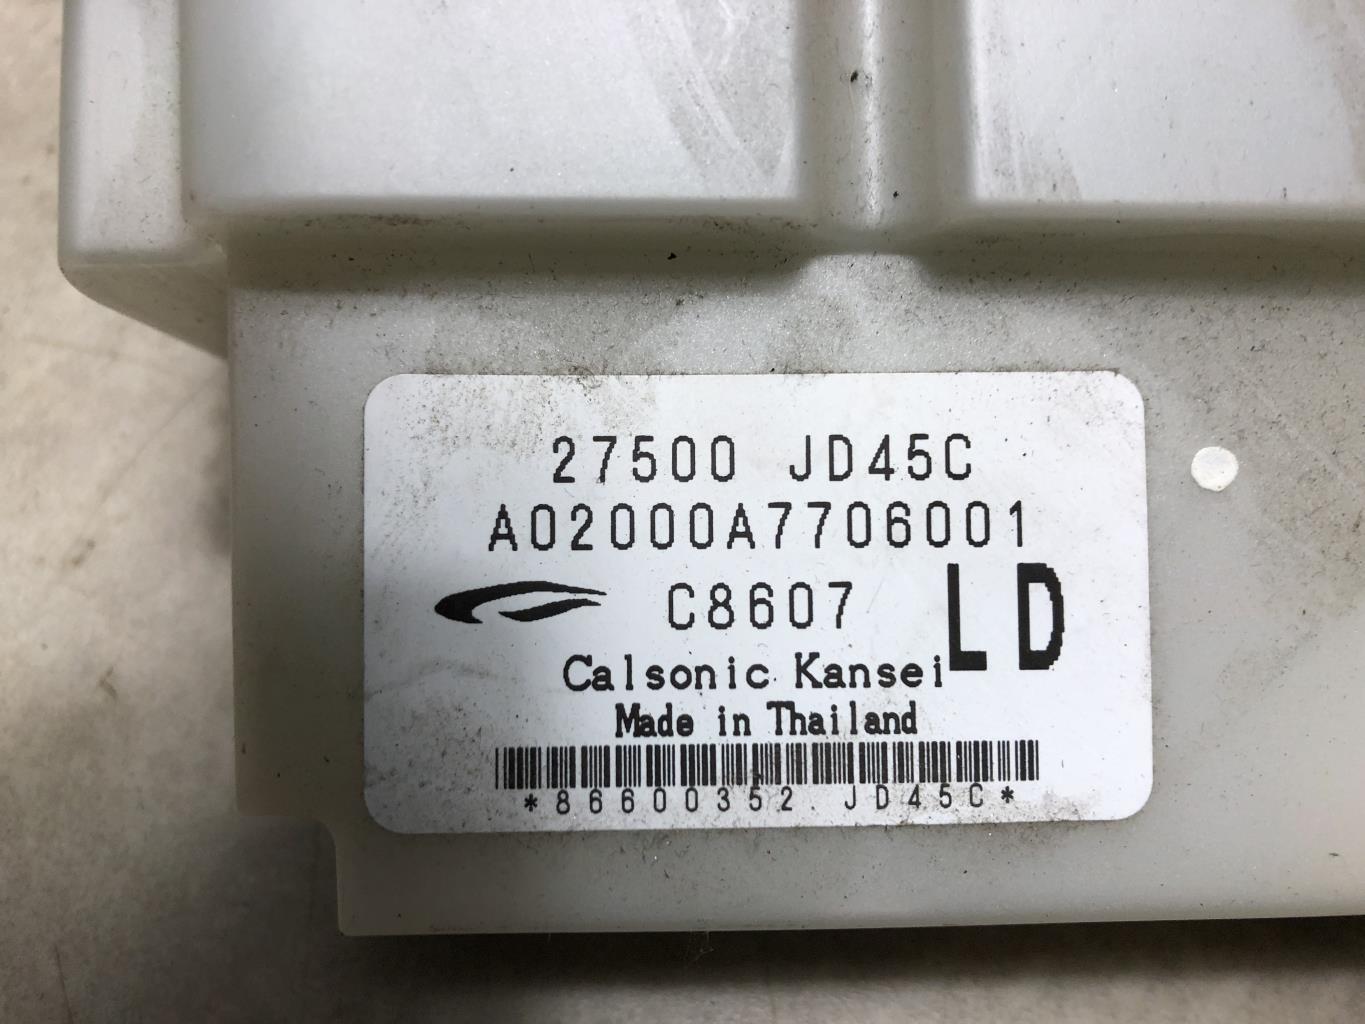 27500 JD45C
A02000A7706001
C8607 LD
Calsonic Kansei
Made in Thailand
*86600352.JD45C*